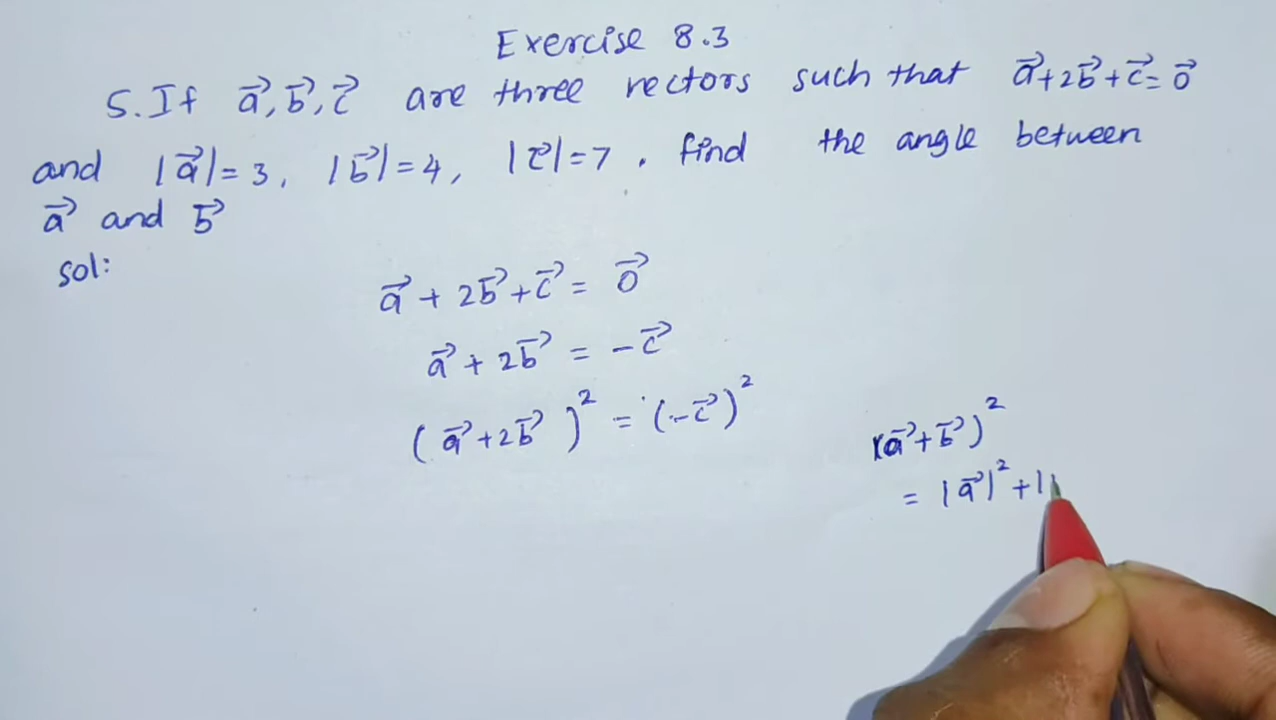 Exercise 8.3
5. If a⃗, b⃗, c⃗ are three vectors such that a⃗+2b⃗+c⃗=0⃗
and |a⃗|=3, |b⃗|=4, |c⃗|=7. find the angle between
a⃗ and b⃗
sol:
a⃗ + 2b⃗ + c⃗ = 0⃗
a⃗ + 2b⃗ = -c⃗
(a⃗+2b⃗)² = (-c⃗)²
(a⃗+b⃗)²
= |a⃗|² + |